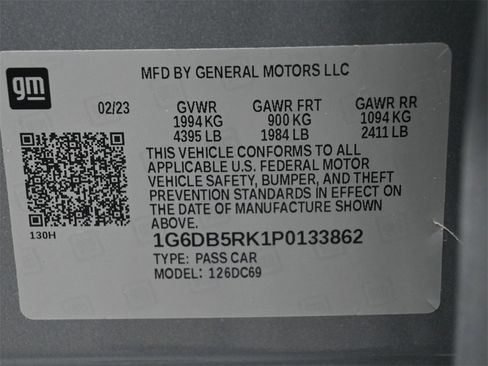 gm
MFD BY GENERAL MOTORS LLC
02/23 GVWR GAWR FRT GAWR RR
1994 KG 900 KG 1094 KG
4395 LB 1984 LB 2411 LB
THIS VEHICLE CONFORMS TO ALL
APPLICABLE U.S. FEDERAL MOTOR
VEHICLE SAFETY, BUMPER, AND THEFT
PREVENTION STANDARDS IN EFFECT ON
THE DATE OF MANUFACTURE SHOWN
ABOVE.
130H
1G6DB5RK1P0133862
TYPE: PASS CAR
MODEL: 126DC69